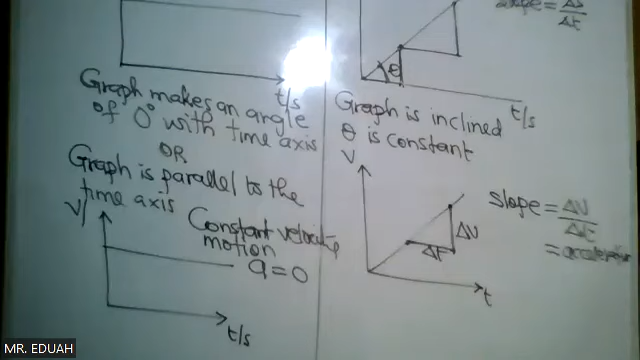 t/s
Graph makes an angle
of 0° with time axis
OR
Graph is parallel to the
time axis
V/
Constant velocity
motion
a = 0
t/s
slope = ΔS
Δt
θ
t/s
Graph is inclined
θ is constant
V
ΔV
Δt
t
slope = ΔV
Δt
= acceleration
MR. EDUAH